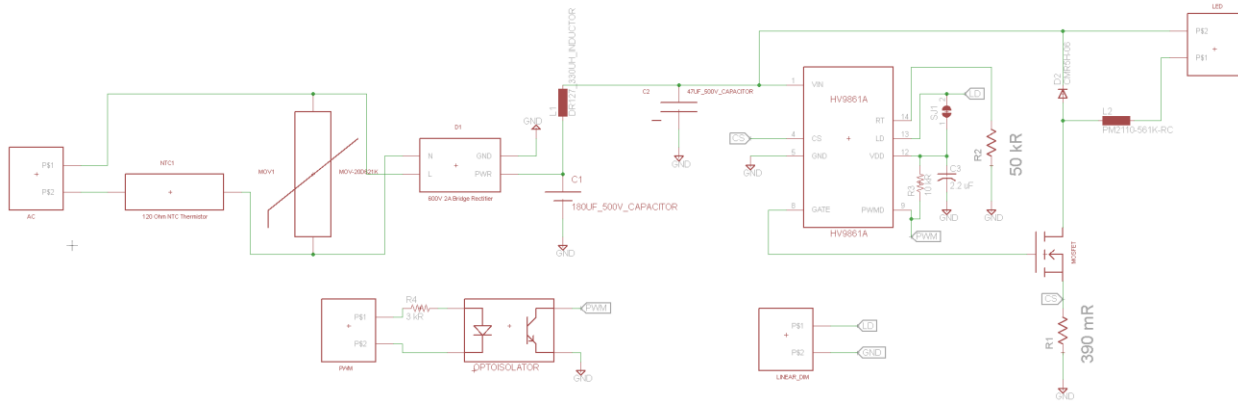 LED
P$2
P$1
DR127_330UH_INDUCTOR
L1
C2
47UF_500V_CAPACITOR
GND
HV9861A
1
VIN
RT
14
LD
13
4
CS
5
GND
VDD
12
8
GATE
PWMD
9
HV9861A
CS
GND
LD
SJ1
2
1
R3
10 kR
C3
2.2 uF
GND
PWM
R2
50 kR
GND
D2
CMR5H-06
L2
PM2110-561K-RC
MOSFET
CS
R1
390 mR
GND
AC
P$1
P$2
NTC1
120 Ohm NTC Thermistor
MOV1
D1
N
L
GND
PWR
600V 2A Bridge Rectifier
GND
C1
180UF_500V_CAPACITOR
GND
PWM
P$1
P$2
R4
3 kR
OPTOISOLATOR
PWM
GND
LINEAR_DIM
P$1
P$2
LD
GND